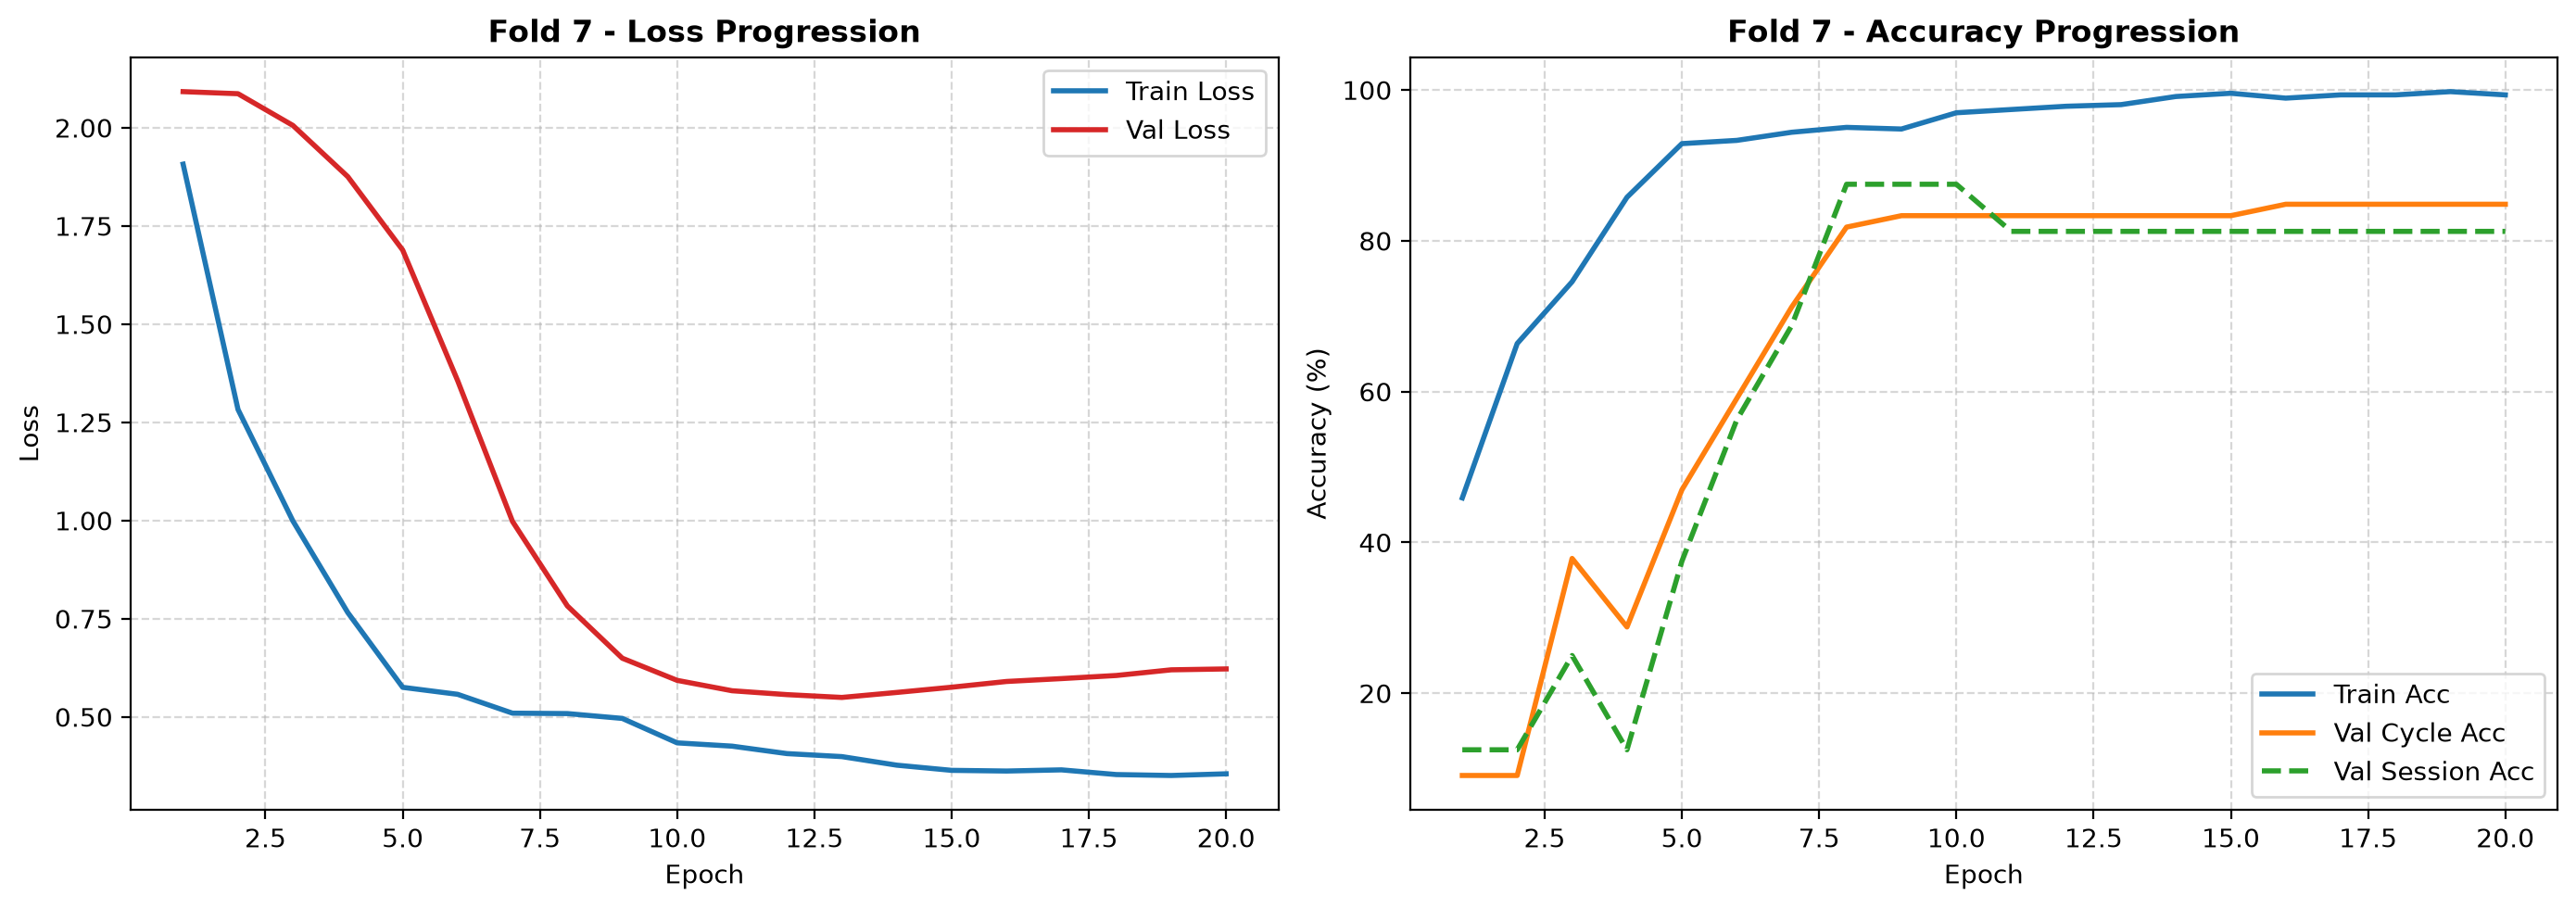 Fold 7 - Loss Progression
Loss
2.00
1.75
1.50
1.25
1.00
0.75
0.50
Train Loss
Val Loss
2.5 5.0 7.5 10.0 12.5 15.0 17.5 20.0
Epoch
Fold 7 - Accuracy Progression
Accuracy (%)
100
80
60
40
20
Train Acc
Val Cycle Acc
Val Session Acc
2.5 5.0 7.5 10.0 12.5 15.0 17.5 20.0
Epoch